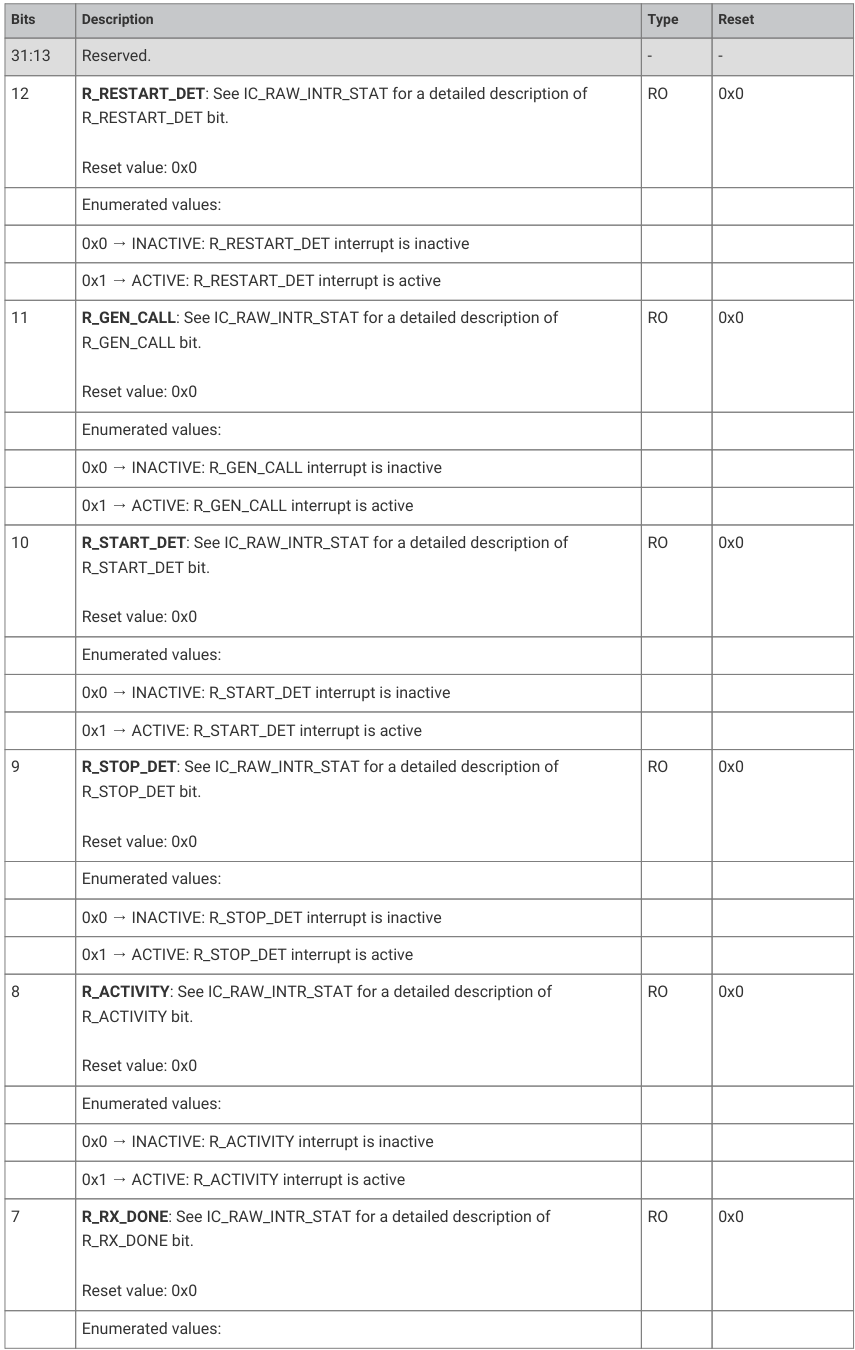 Bits Description Type Reset
31:13 Reserved. - -
12 R_RESTART_DET: See IC_RAW_INTR_STAT for a detailed description of RO 0x0
R_RESTART_DET bit.
Reset value: 0x0
Enumerated values:
0x0 → INACTIVE: R_RESTART_DET interrupt is inactive
0x1 → ACTIVE: R_RESTART_DET interrupt is active
11 R_GEN_CALL: See IC_RAW_INTR_STAT for a detailed description of RO 0x0
R_GEN_CALL bit.
Reset value: 0x0
Enumerated values:
0x0 → INACTIVE: R_GEN_CALL interrupt is inactive
0x1 → ACTIVE: R_GEN_CALL interrupt is active
10 R_START_DET: See IC_RAW_INTR_STAT for a detailed description of RO 0x0
R_START_DET bit.
Reset value: 0x0
Enumerated values:
0x0 → INACTIVE: R_START_DET interrupt is inactive
0x1 → ACTIVE: R_START_DET interrupt is active
9 R_STOP_DET: See IC_RAW_INTR_STAT for a detailed description of RO 0x0
R_STOP_DET bit.
Reset value: 0x0
Enumerated values:
0x0 → INACTIVE: R_STOP_DET interrupt is inactive
0x1 → ACTIVE: R_STOP_DET interrupt is active
8 R_ACTIVITY: See IC_RAW_INTR_STAT for a detailed description of RO 0x0
R_ACTIVITY bit.
Reset value: 0x0
Enumerated values:
0x0 → INACTIVE: R_ACTIVITY interrupt is inactive
0x1 → ACTIVE: R_ACTIVITY interrupt is active
7 R_RX_DONE: See IC_RAW_INTR_STAT for a detailed description of RO 0x0
R_RX_DONE bit.
Reset value: 0x0
Enumerated values: